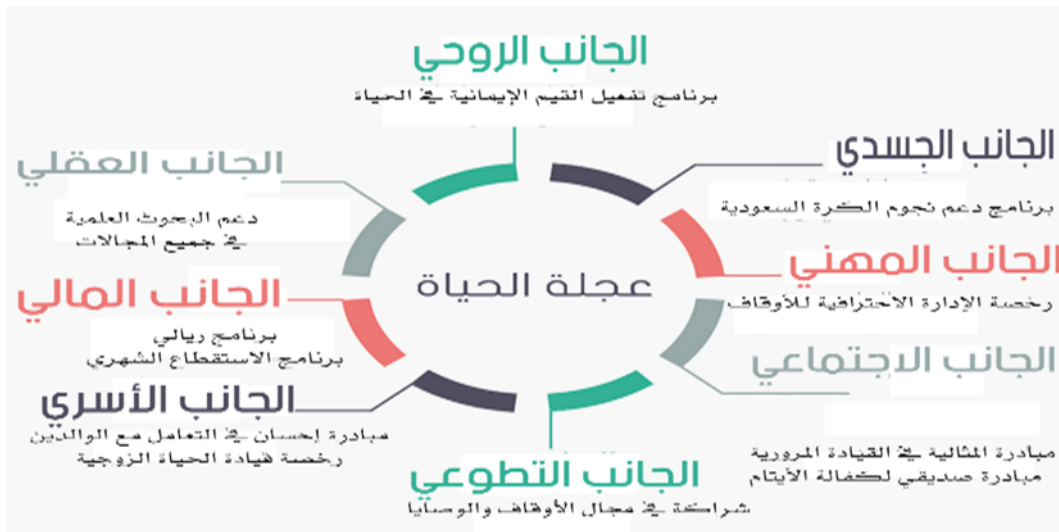 الجانب الروحي
برنامج تفعيل القيم الإيمانية في الحياة
الجانب الجسدي
برنامج دعم نجوم الكرة السعودية
الجانب المهني
رخصة الإدارة الاحترافية للأوقاف
الجانب الاجتماعي
مبادرة المثالية في القيادة المرورية
مبادرة صديقي لكفالة الأيتام
الجانب التطوعي
شراكة في مجال الأوقاف والوصايا
الجانب الأسري
مبادرة إحسان في التعامل مع الوالدين
رخصة قيادة الحياة الزوجية
الجانب المالي
برنامج ريالي
برنامج الاستقطاع الشهري
الجانب العقلي
دعم البحوث العلمية
في جميع المجالات
عجلة الحياة